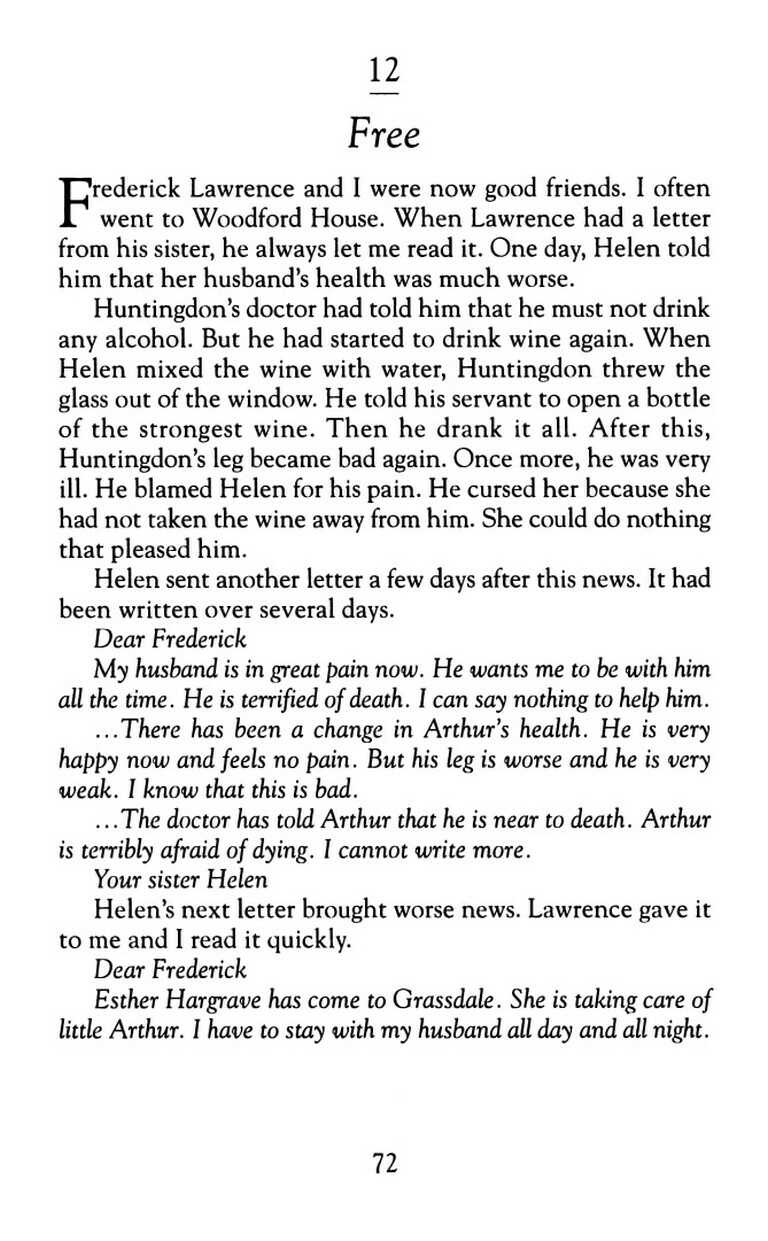 12
Free
Frederick Lawrence and I were now good friends. I often
went to Woodford House. When Lawrence had a letter
from his sister, he always let me read it. One day, Helen told
him that her husband's health was much worse.
Huntingdon's doctor had told him that he must not drink
any alcohol. But he had started to drink wine again. When
Helen mixed the wine with water, Huntingdon threw the
glass out of the window. He told his servant to open a bottle
of the strongest wine. Then he drank it all. After this,
Huntingdon's leg became bad again. Once more, he was very
ill. He blamed Helen for his pain. He cursed her because she
had not taken the wine away from him. She could do nothing
that pleased him.
Helen sent another letter a few days after this news. It had
been written over several days.
Dear Frederick
My husband is in great pain now. He wants me to be with him
all the time. He is terrified of death. I can say nothing to help him.
...There has been a change in Arthur's health. He is very
happy now and feels no pain. But his leg is worse and he is very
weak. I know that this is bad.
...The doctor has told Arthur that he is near to death. Arthur
is terribly afraid of dying. I cannot write more.
Your sister Helen
Helen's next letter brought worse news. Lawrence gave it
to me and I read it quickly.
Dear Frederick
Esther Hargrave has come to Grassdale. She is taking care of
little Arthur. I have to stay with my husband all day and all night.
72